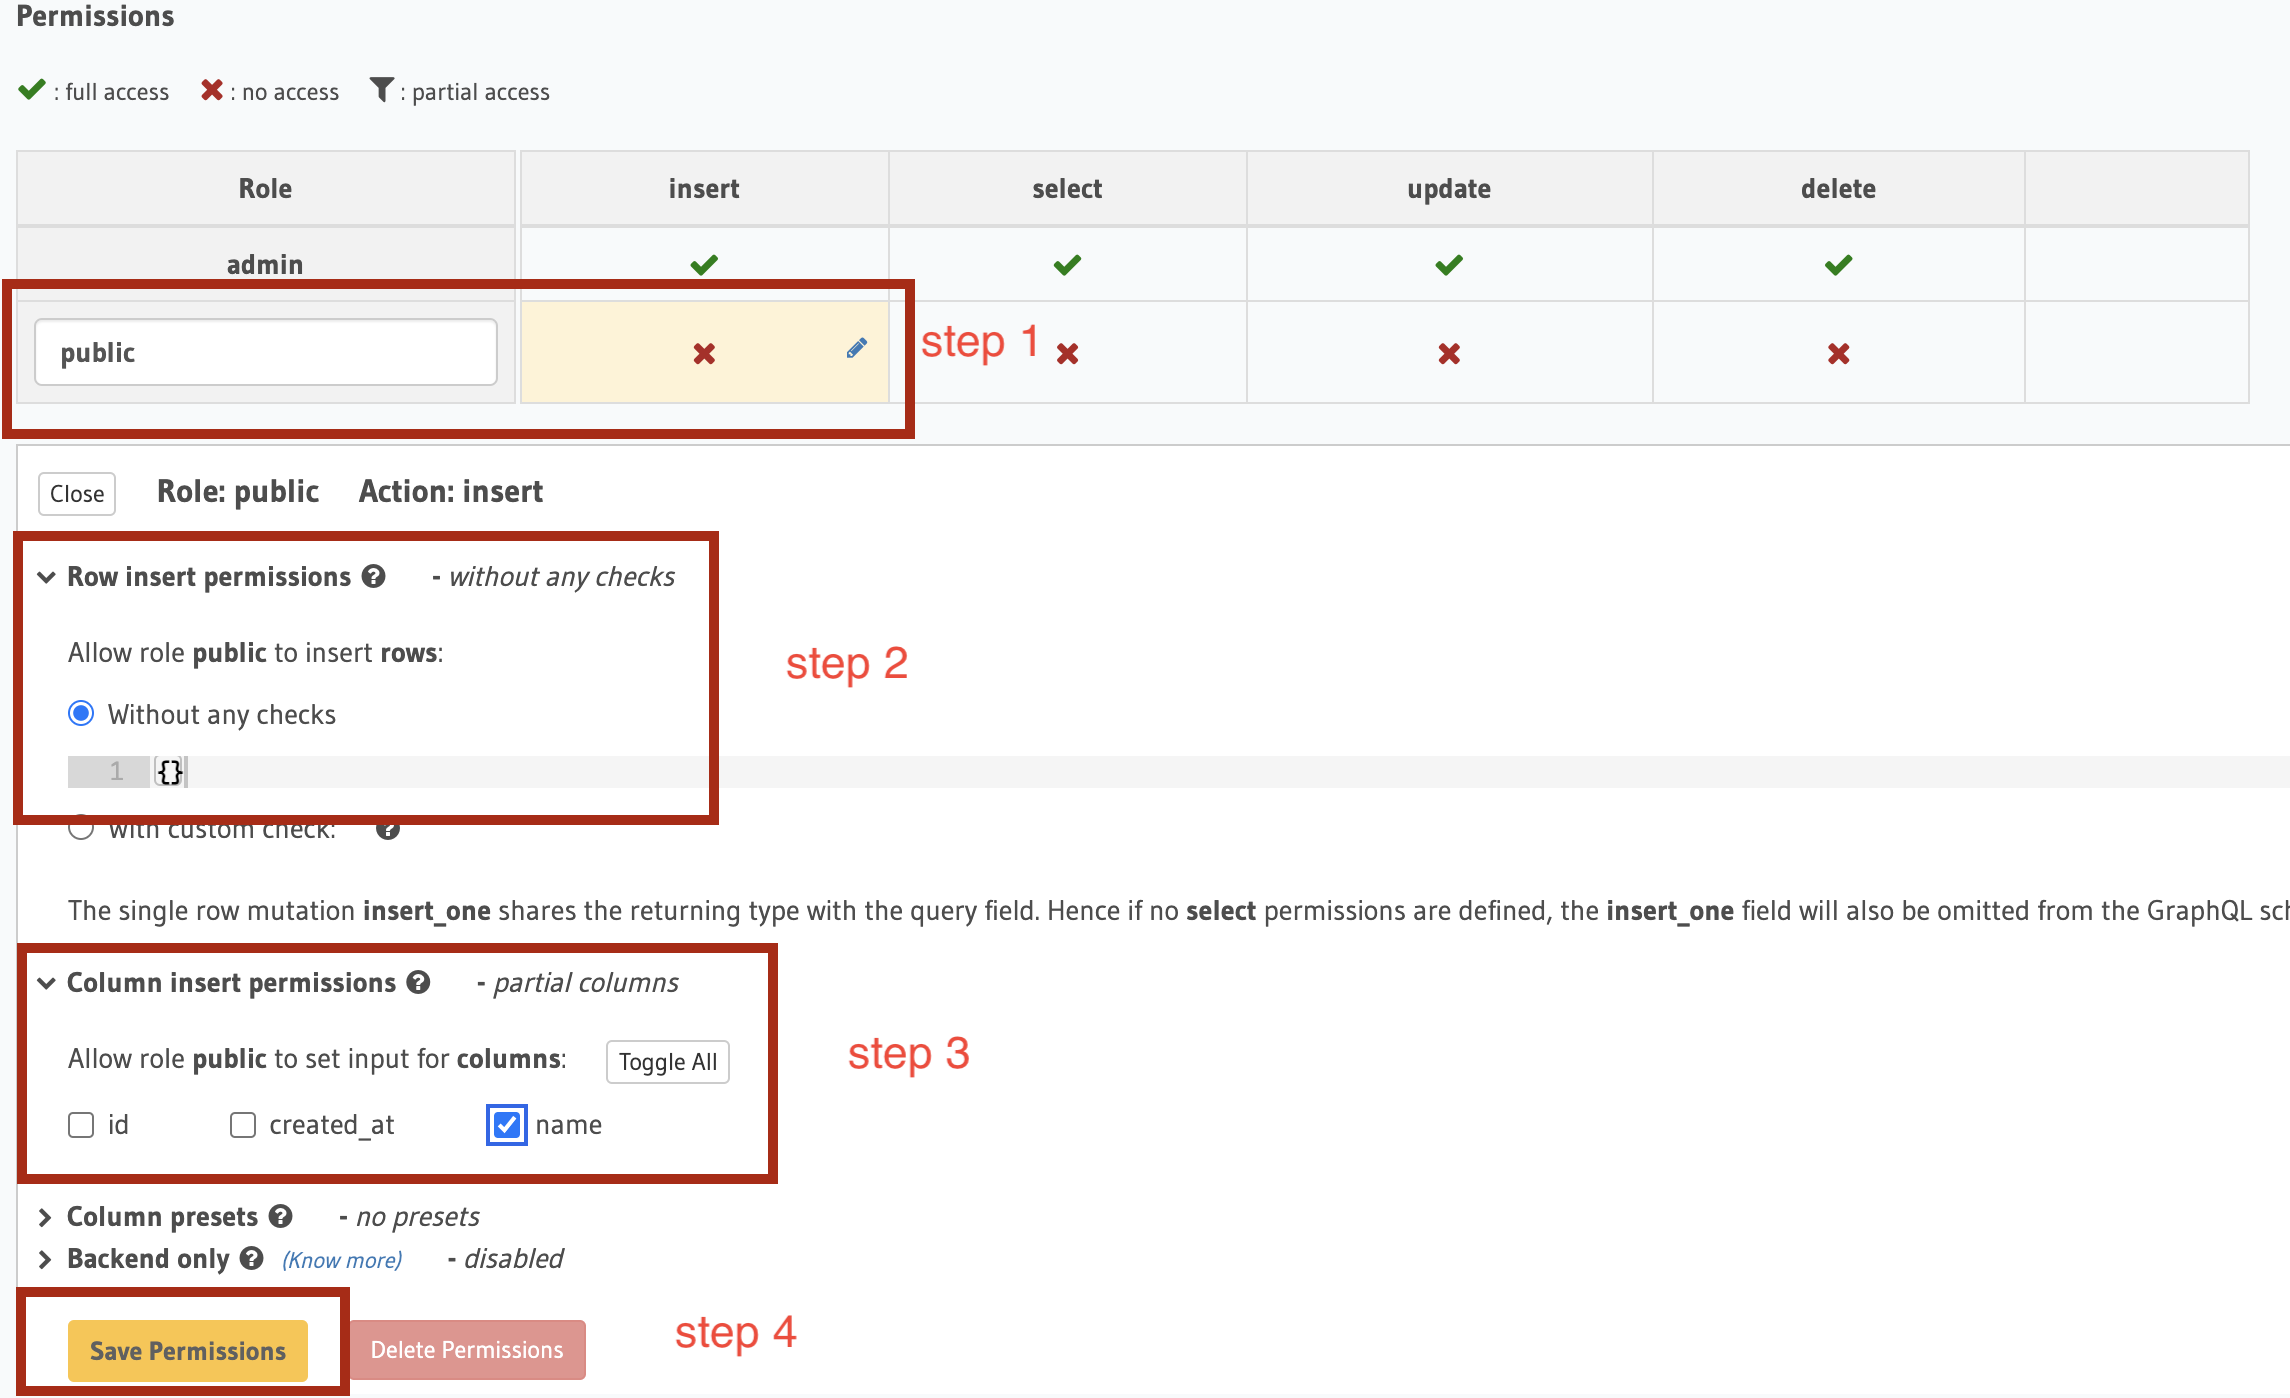 Permissions
: full access : no access : partial access
Role insert select update delete
admin
public step 1
Close Role: public Action: insert
Row insert permissions - without any checks
Allow role public to insert rows:
step 2
Without any checks
1 {}
With custom check:
The single row mutation insert_one shares the returning type with the query field. Hence if no select permissions are defined, the insert_one field will also be omitted from the GraphQL sch
Column insert permissions - partial columns
Allow role public to set input for columns: Toggle All step 3
id created_at name
Column presets - no presets
Backend only (Know more) - disabled
Save Permissions Delete Permissions step 4